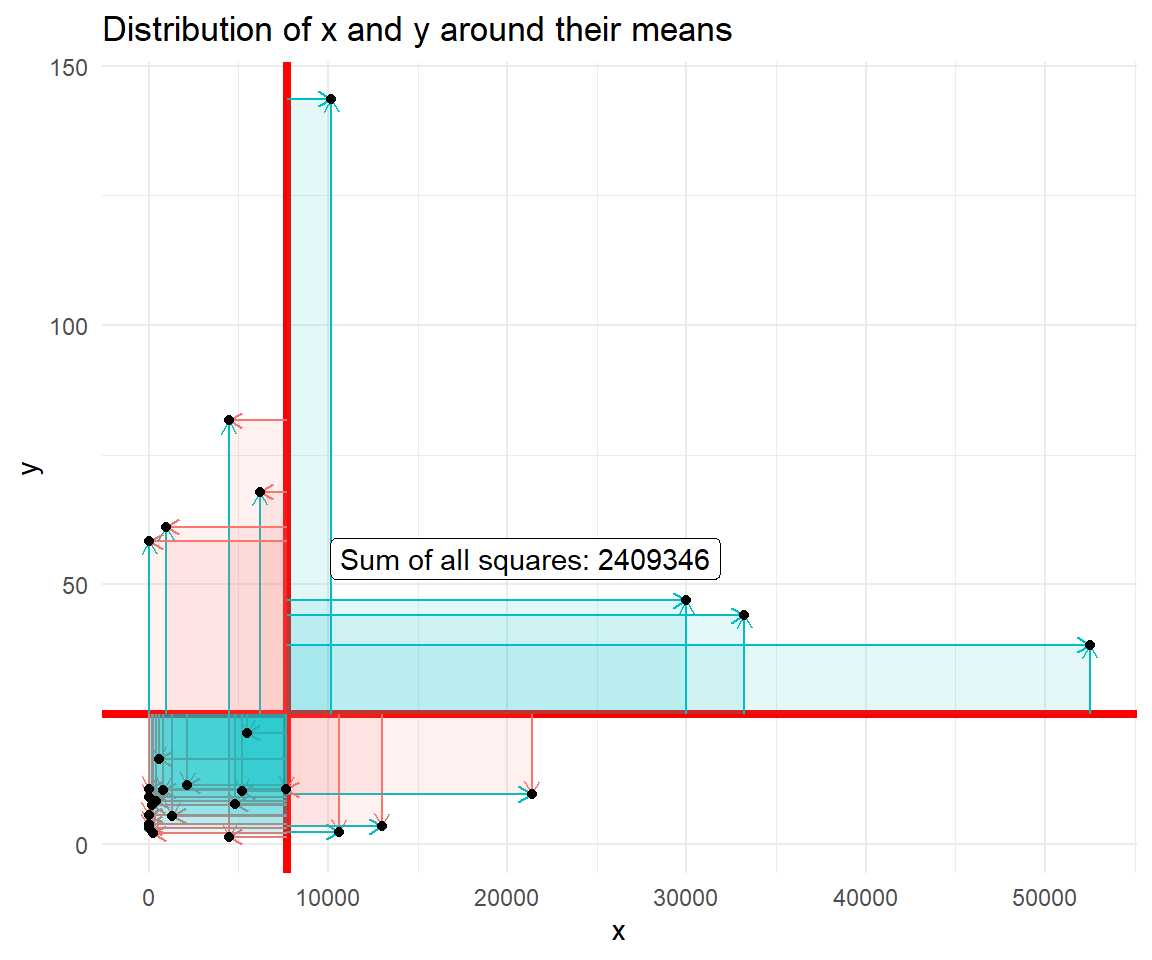 Distribution of x and y around their means
150
100
50
0
y
Sum of all squares: 2409346
0 10000 20000 30000 40000 50000
x